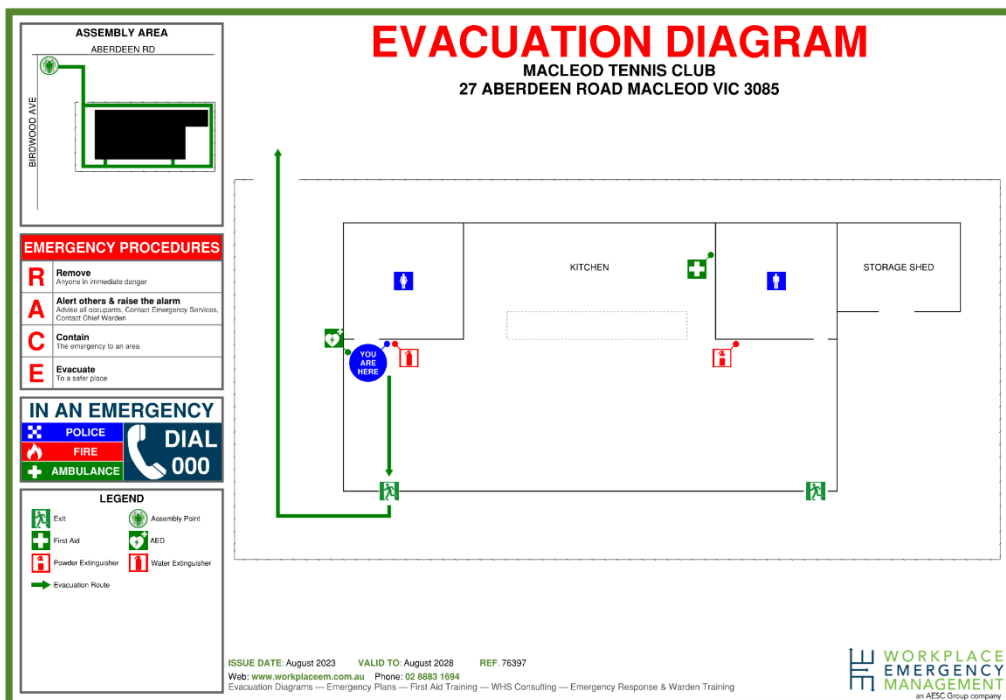 EVACUATION DIAGRAM
MACLEOD TENNIS CLUB
27 ABERDEEN ROAD MACLEOD VIC 3085
ASSEMBLY AREA
ABERDEEN RD
BIRDWOOD AVE
EMERGENCY PROCEDURES
R Remove
Anyone in immediate danger
A Alert others & raise the alarm
Advise all occupants, Contact Emergency Services,
Contact Chief Warden
C Contain
The emergency to an area
E Evacuate
To a safer place
IN AN EMERGENCY
POLICE
FIRE
AMBULANCE
DIAL
000
LEGEND
Exit
Assembly Point
First Aid
AED
Powder Extinguisher
Water Extinguisher
Evacuation Route
KITCHEN
STORAGE SHED
YOU
ARE
HERE
ISSUE DATE: August 2023 VALID TO: August 2028 REF. 76397
Web: www.workplaceem.com.au Phone: 02 8883 1694
Evacuation Diagrams — Emergency Plans — First Aid Training — WHS Consulting — Emergency Response & Warden Training
WORKPLACE
EMERGENCY
MANAGEMENT
an AESC Group company